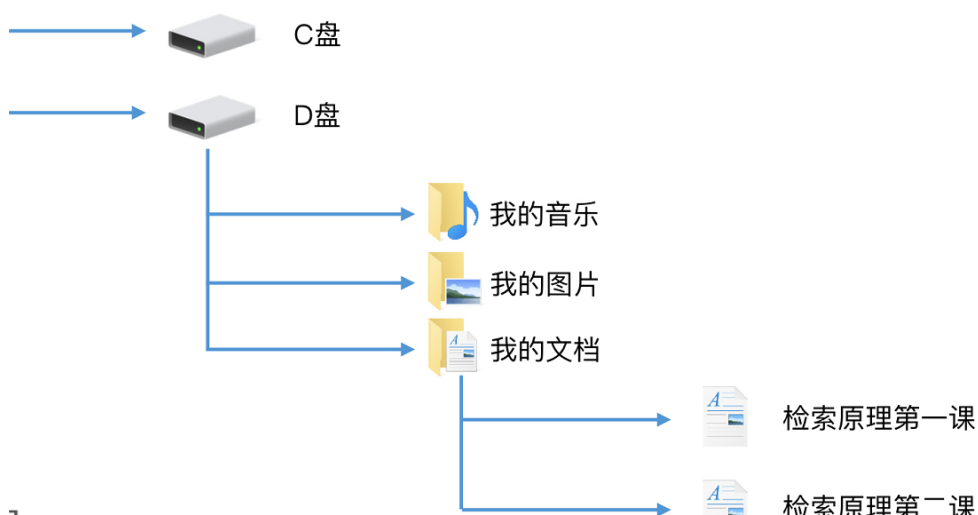 C盘
D盘
我的音乐
我的图片
我的文档
检索原理第一课
检索原理第二课